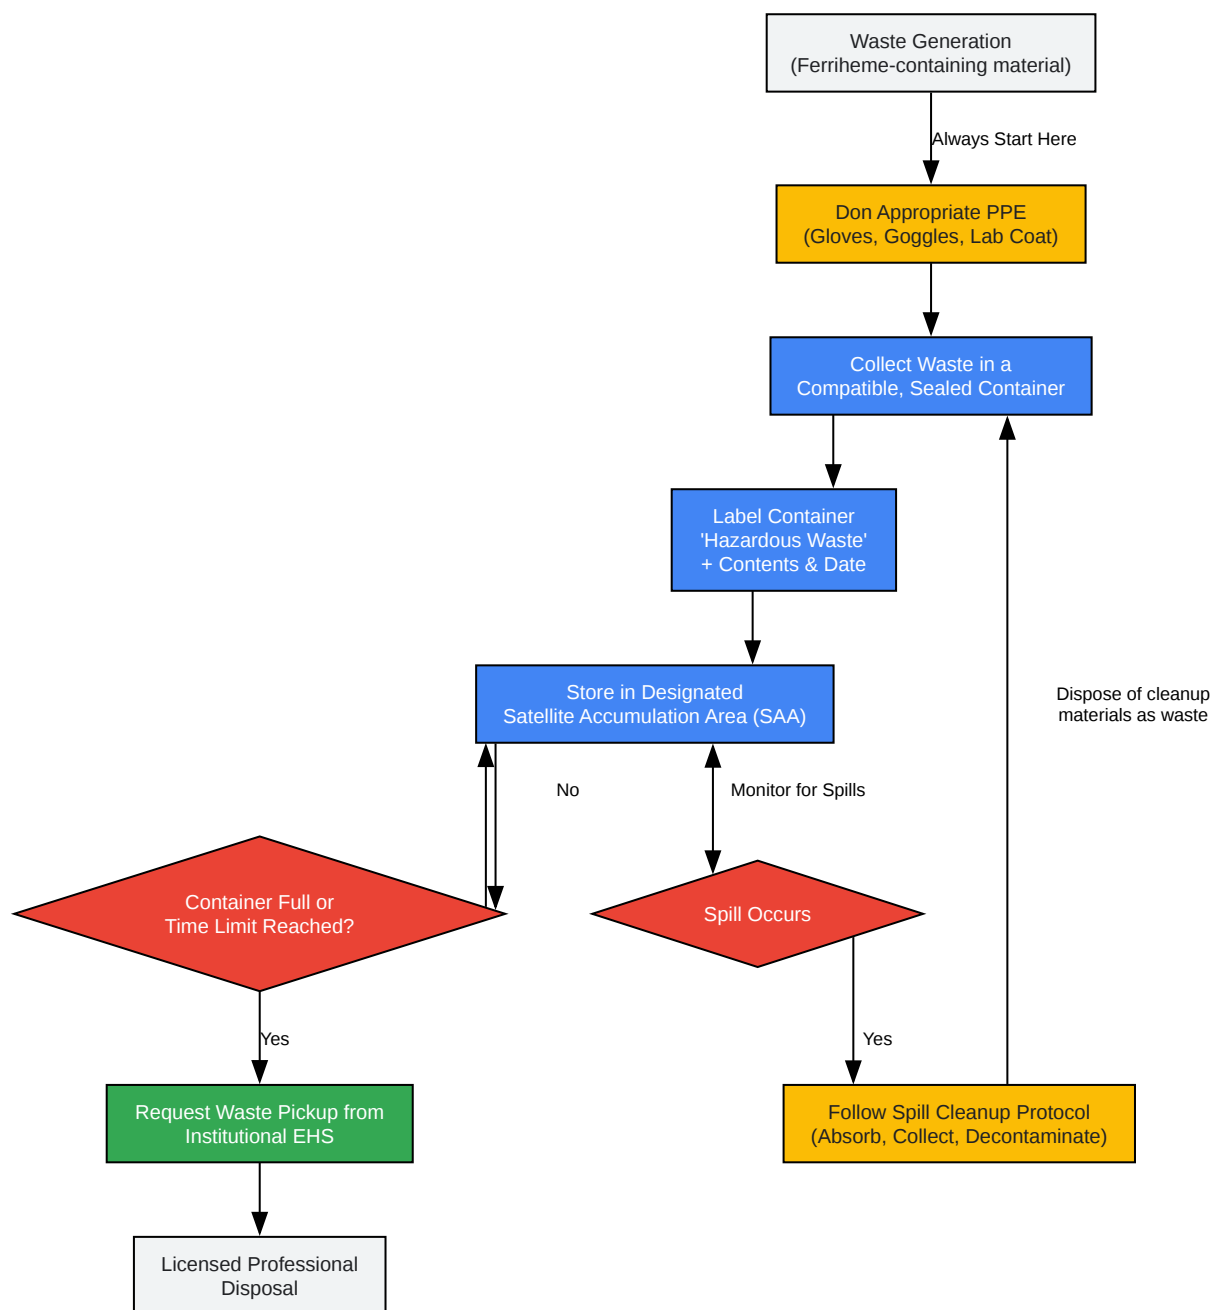 Waste Generation
(Ferriheme-containing material)
Always Start Here
Don Appropriate PPE
(Gloves, Goggles, Lab Coat)
Collect Waste in a
Compatible, Sealed Container
Label Container
'Hazardous Waste'
+ Contents & Date
Dispose of cleanup
materials as waste
Store in Designated
Satellite Accumulation Area (SAA)
No
Monitor for Spills
Container Full or
Time Limit Reached?
Spill Occurs
Yes
Yes
Request Waste Pickup from
Institutional EHS
Follow Spill Cleanup Protocol
(Absorb, Collect, Decontaminate)
Licensed Professional
Disposal